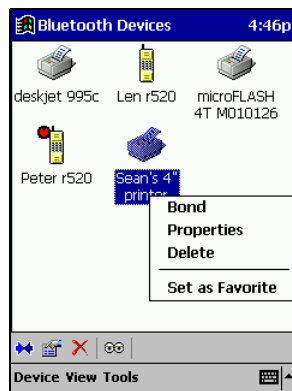 Bluetooth Devices 4:46p
deskjet 995c Len r520 microFLASH
4T M010126
Peter r520 Sean's 4"
printer
Bond
Properties
Delete
Set as Favorite
Device View Tools